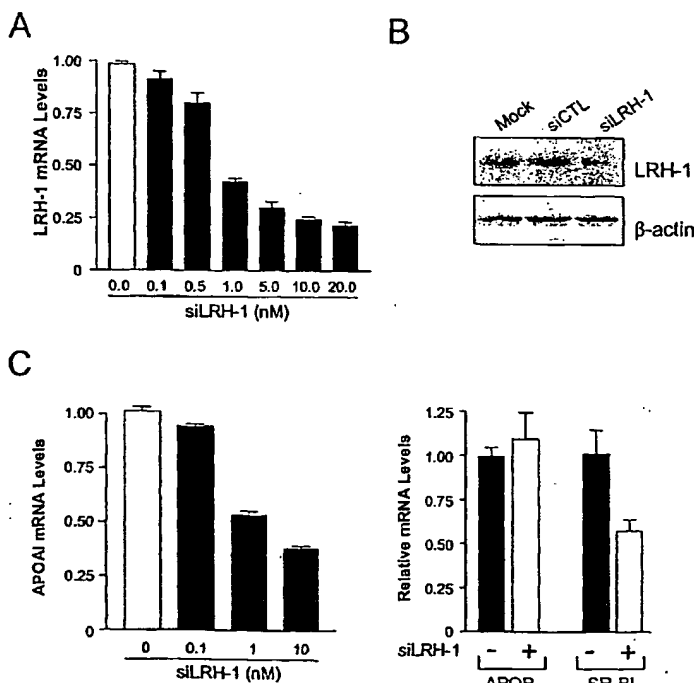 A
LRH-1 mRNA Levels
1.00
0.75
0.50
0.25
0
0.0 0.1 0.5 1.0 5.0 10.0 20.0
siLRH-1 (nM)
B
Mock siCTL siLRH-1
LRH-1
β-actin
C
APOAI mRNA Levels
1.00
0.75
0.50
0.25
0
0 0.1 1 10
siLRH-1 (nM)
Relative mRNA Levels
1.25
1.00
0.75
0.50
0.25
0
siLRH-1 - + - +